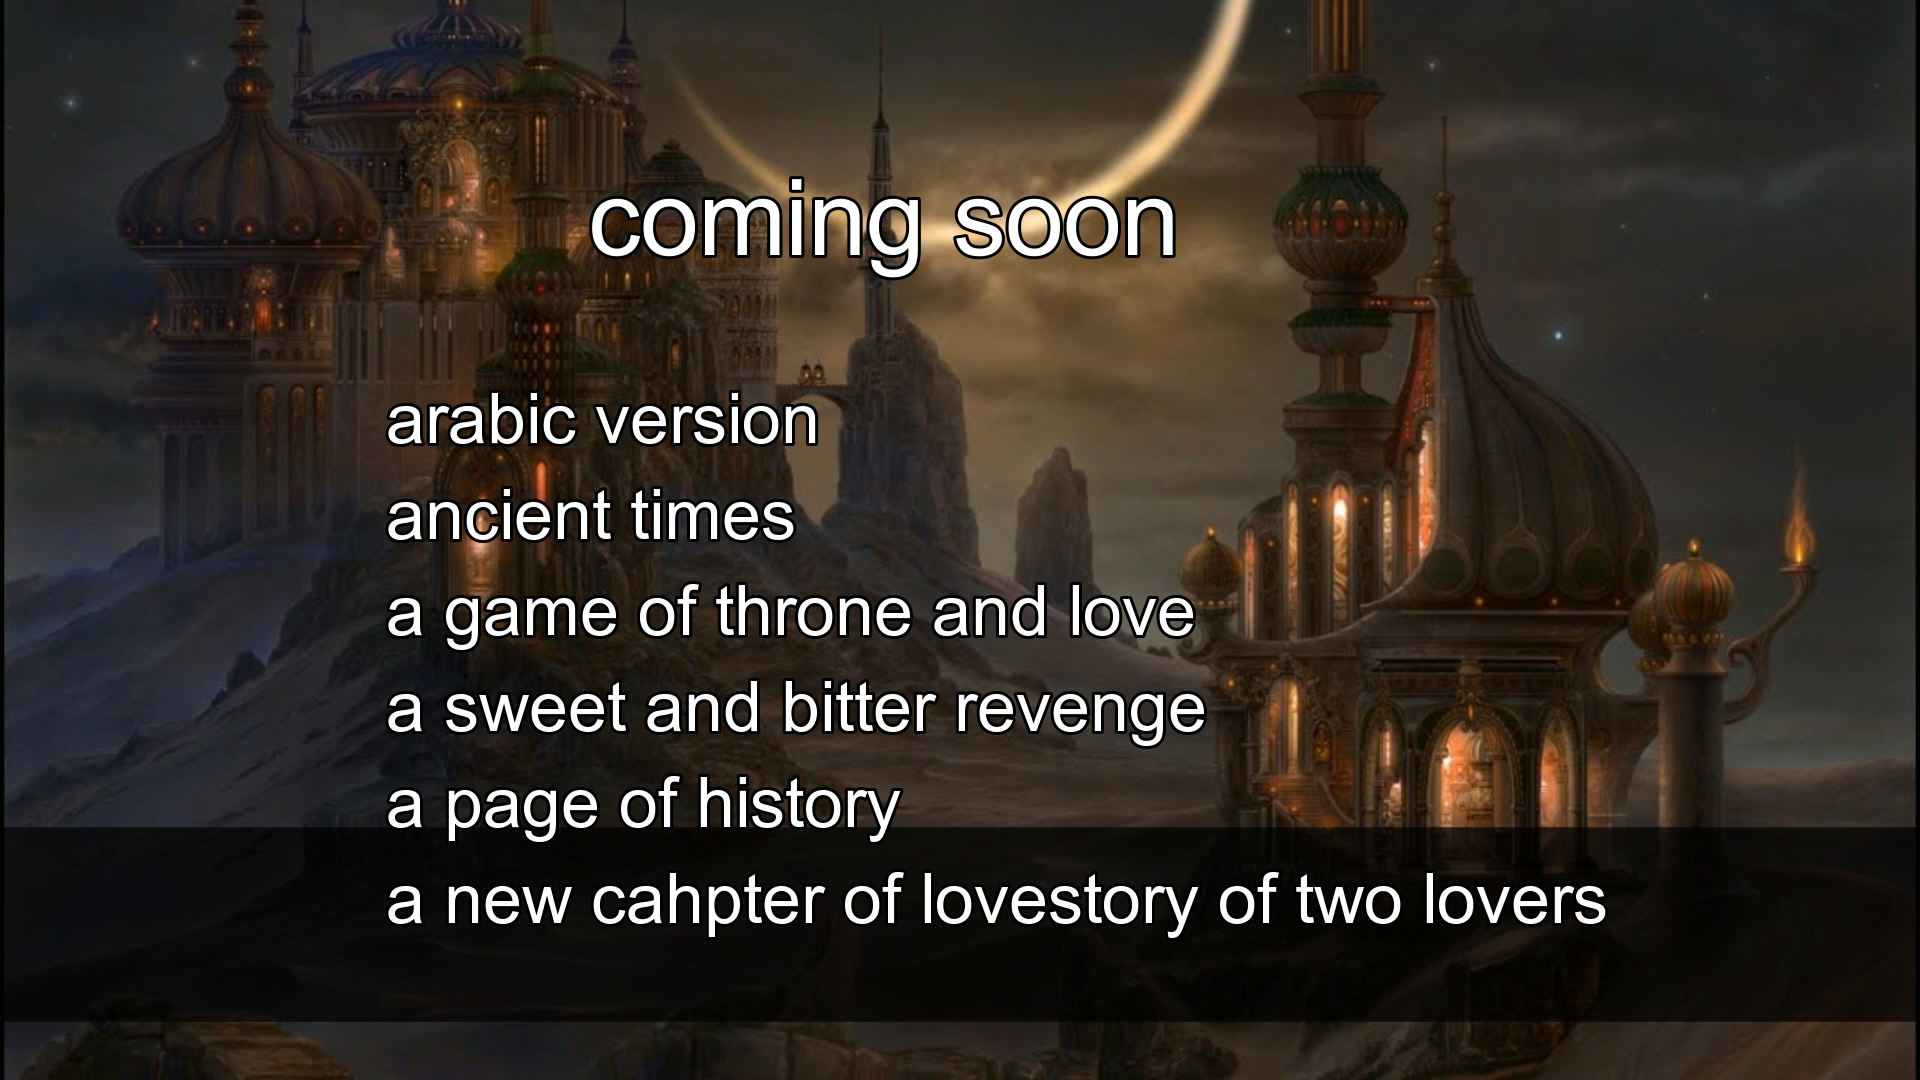 coming soon
arabic version
ancient times
a game of throne and love
a sweet and bitter revenge
a page of history
a new cahpter of lovestory of two lovers